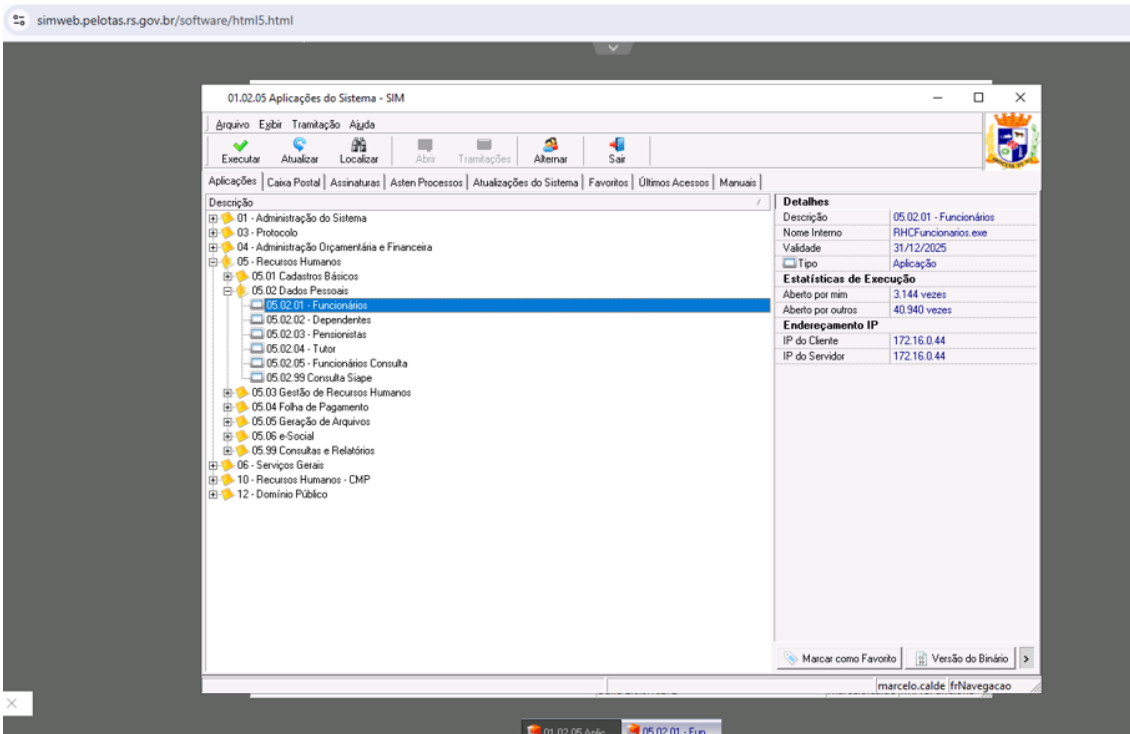 simweb.pelotas.rs.gov.br/software/html5.html
01.02.05 Aplicações do Sistema - SIM
Arquivo Exibir Tramitação Ajuda
Executar Atualizar Localizar Abrir Tramitações Alternar Sair
Aplicações Caixa Postal Assinaturas Asten Processos Atualizações do Sistema Favoritos Últimos Acessos Manuais
Descrição
01 - Administração do Sistema
03 - Protocolo
04 - Administração Orçamentária e Financeira
05 - Recursos Humanos
05.01 Cadastros Básicos
05.02 Dados Pessoais
05.02.01 - Funcionários
05.02.02 - Dependentes
05.02.03 - Pensionistas
05.02.04 - Tutor
05.02.05 - Funcionários Consulta
05.02.99 Consulta Siape
05.03 Gestão de Recursos Humanos
05.04 Folha de Pagamento
05.05 Geração de Arquivos
05.06 e-Social
05.99 Consultas e Relatórios
06 - Serviços Gerais
10 - Recursos Humanos - CMP
12 - Domínio Público
Detalhes
Descrição 05.02.01 - Funcionários
Nome Interno RHCFuncionarios.exe
Validade 31/12/2025
Tipo Aplicação
Estatísticas de Execução
Aberto por mim 3.144 vezes
Aberto por outros 40.940 vezes
Endereçamento IP
IP do Cliente 172.16.0.44
IP do Servidor 172.16.0.44
Marcar como Favorito Versão do Binário
marcelo.calde frNavegacao
01.02.05 Aplic... 05.02.01 - Fun...